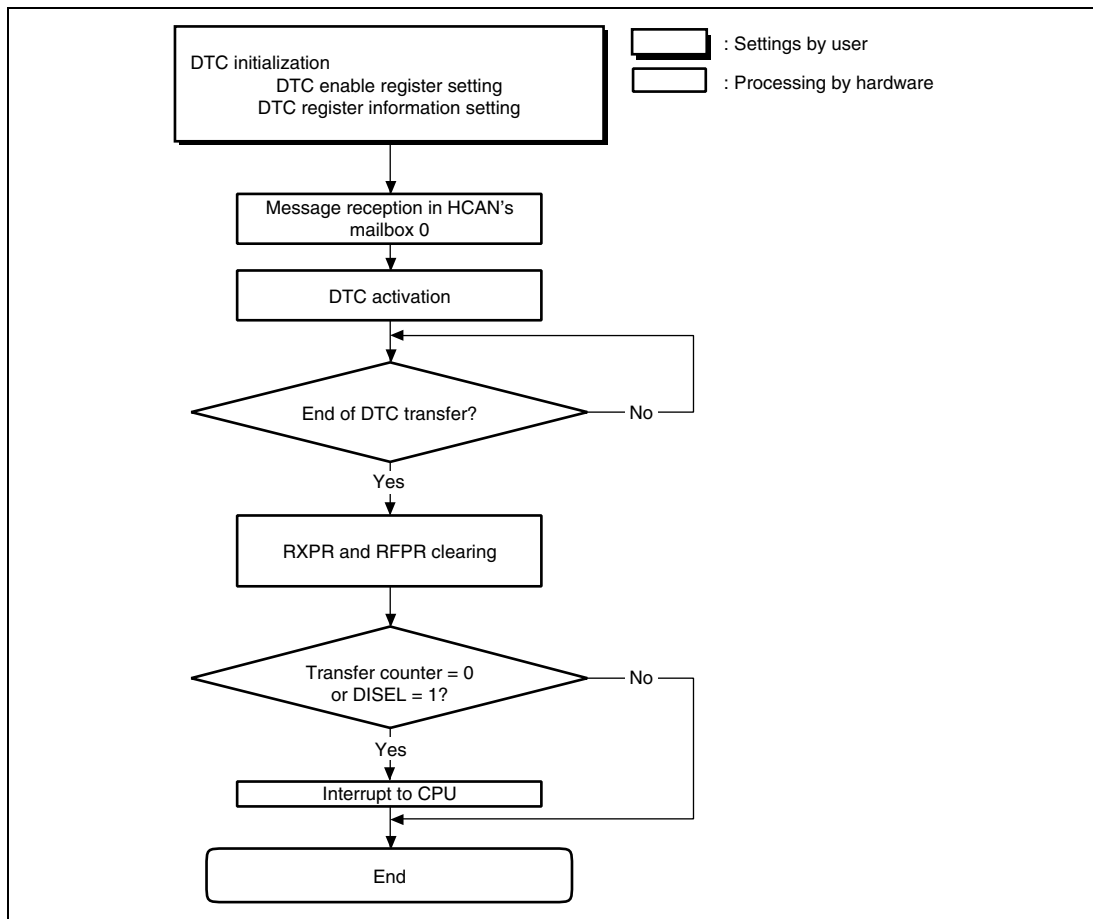 DTC initialization
DTC enable register setting
DTC register information setting
: Settings by user
: Processing by hardware
Message reception in HCAN's
mailbox 0
DTC activation
End of DTC transfer?
No
Yes
RXPR and RFPR clearing
Transfer counter = 0
or DISEL = 1?
No
Yes
Interrupt to CPU
End